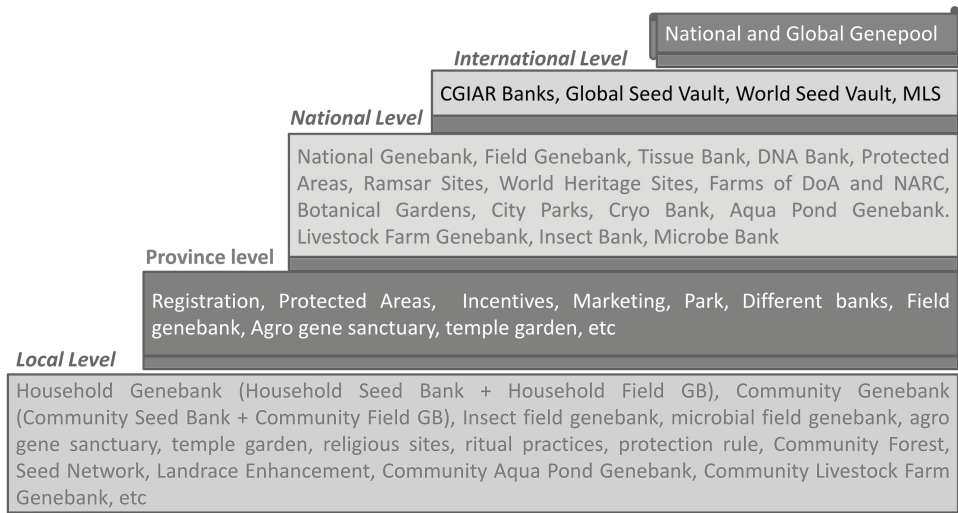 National and Global Genepool
International Level
CGIAR Banks, Global Seed Vault, World Seed Vault, MLS
National Level
National Genebank, Field Genebank, Tissue Bank, DNA Bank, Protected
Areas, Ramsar Sites, World Heritage Sites, Farms of DoA and NARC,
Botanical Gardens, City Parks, Cryo Bank, Aqua Pond Genebank.
Livestock Farm Genebank, Insect Bank, Microbe Bank
Province level
Registration, Protected Areas, Incentives, Marketing, Park, Different banks, Field
genebank, Agro gene sanctuary, temple garden, etc
Local Level
Household Genebank (Household Seed Bank + Household Field GB), Community Genebank
(Community Seed Bank + Community Field GB), Insect field genebank, microbial field genebank, agro
gene sanctuary, temple garden, religious sites, ritual practices, protection rule, Community Forest,
Seed Network, Landrace Enhancement, Community Aqua Pond Genebank, Community Livestock Farm
Genebank, etc